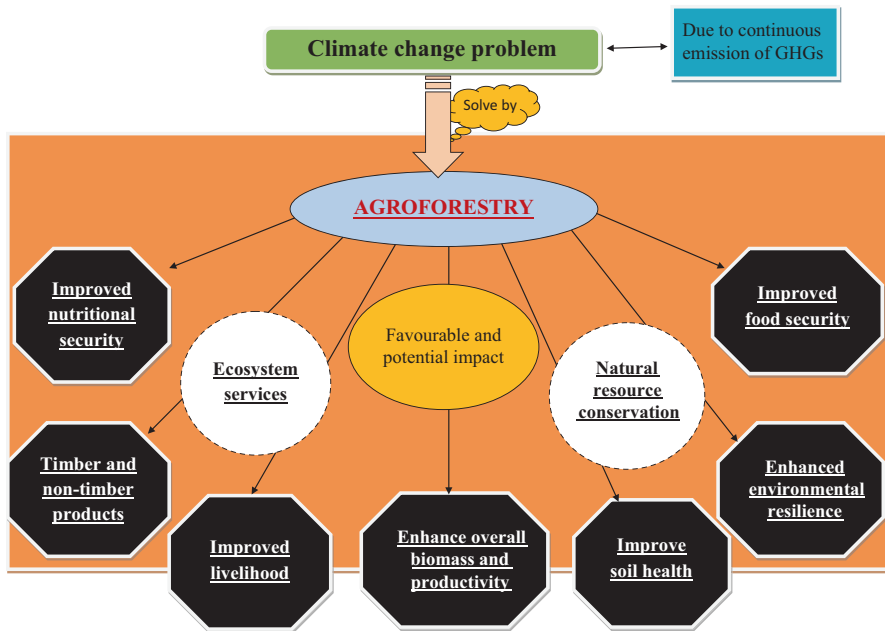 Climate change problem
Due to continuous
emission of GHGs
Solve by
AGROFORESTRY
Improved
nutritional
security
Improved
food security
Favourable and
potential impact
Ecosystem
services
Natural
resource
conservation
Timber and
non-timber
products
Enhanced
environmental
resilience
Improved
livelihood
Enhance overall
biomass and
productivity
Improve
soil health